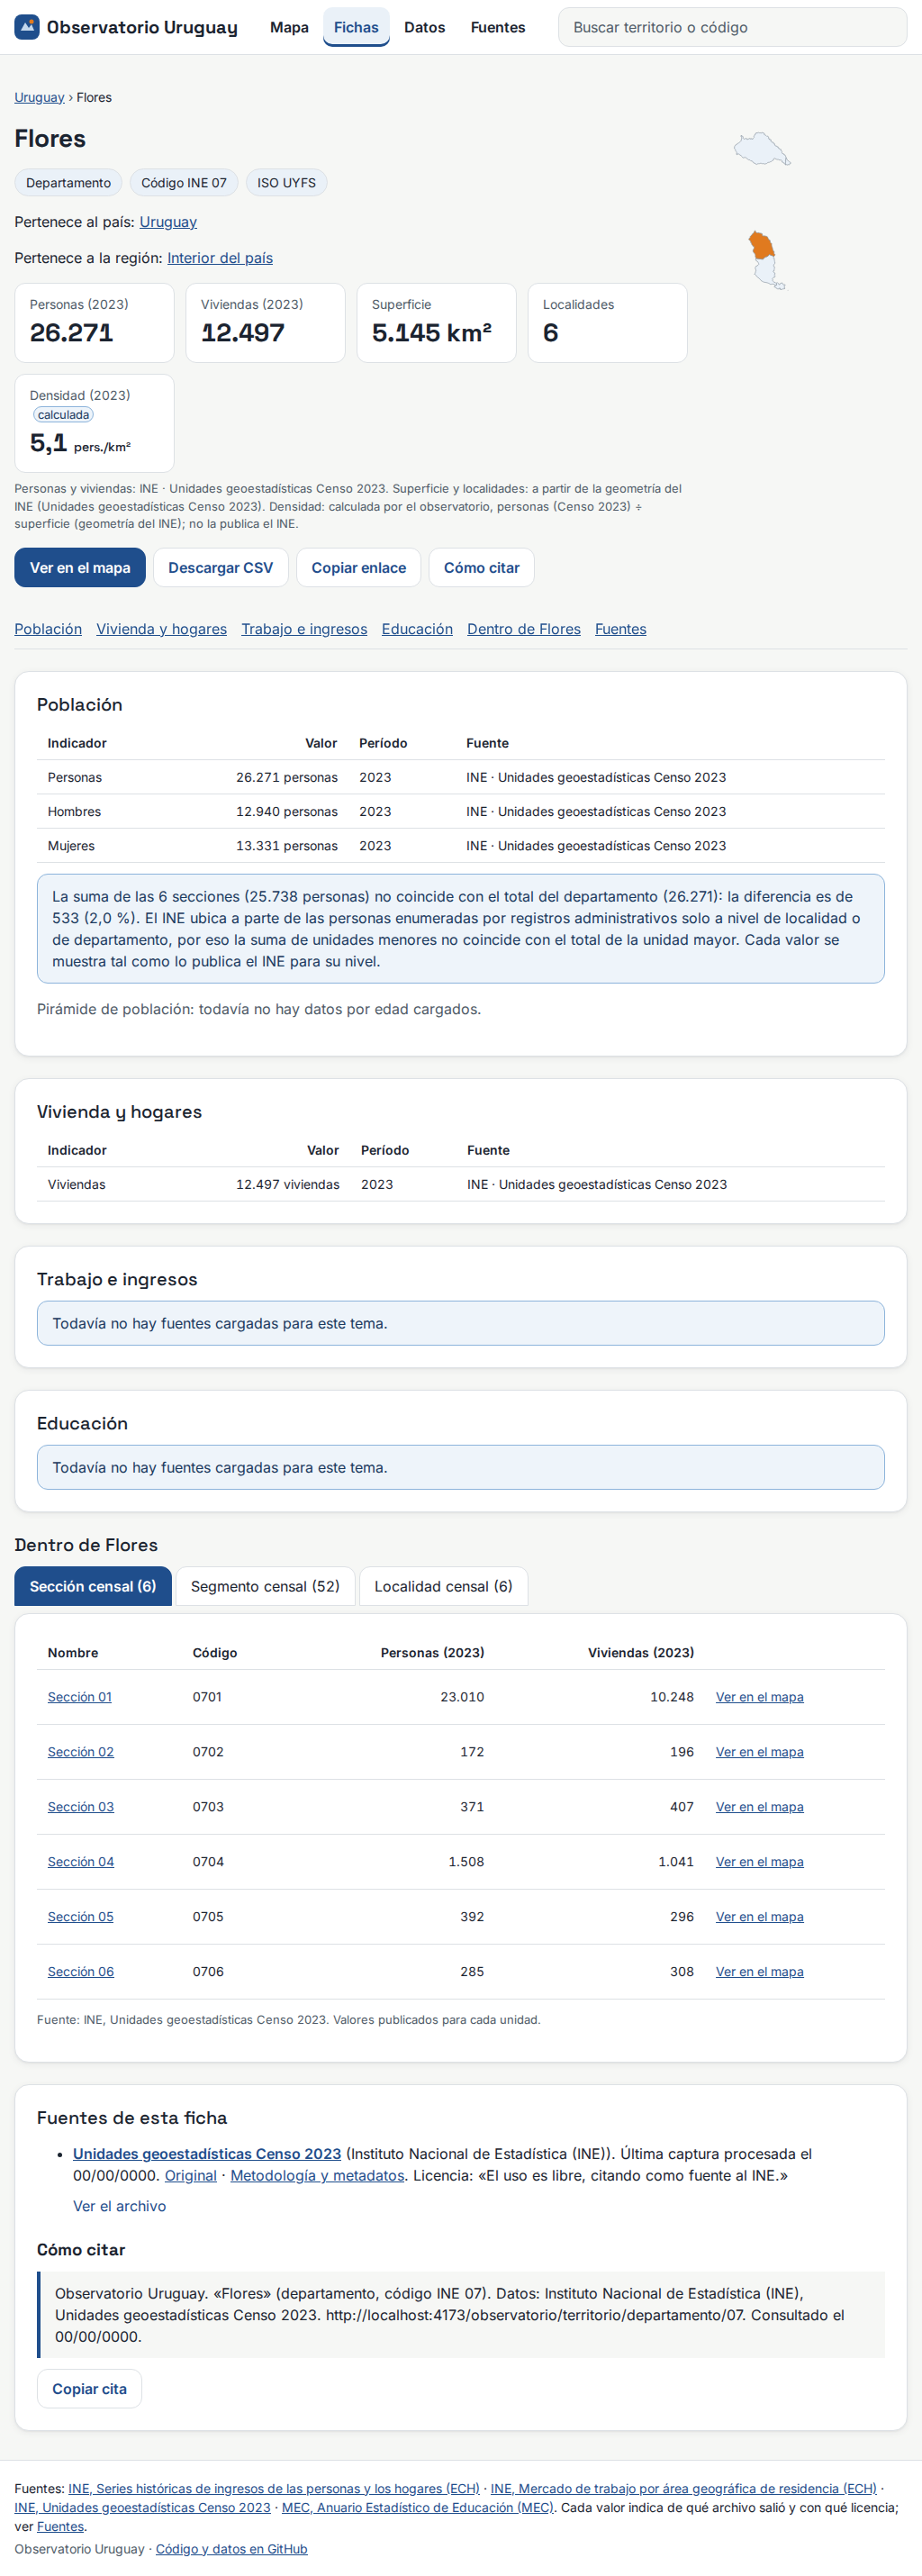 Observatorio Uruguay
Mapa
Fichas
Datos
Fuentes
Buscar territorio o código
Uruguay › Flores
Flores
Departamento
Código INE 07
ISO UYFS
Pertenece al país: Uruguay
Pertenece a la región: Interior del país
Personas (2023)
26.271
Viviendas (2023)
12.497
Superficie
5.145 km²
Localidades
6
Densidad (2023)
calculada
5,1 pers./km²
Personas y viviendas: INE · Unidades geoestadísticas Censo 2023. Superficie y localidades: a partir de la geometría del
INE (Unidades geoestadísticas Censo 2023). Densidad: calculada por el observatorio, personas (Censo 2023) ÷
superficie (geometría del INE); no la publica el INE.
Ver en el mapa
Descargar CSV
Copiar enlace
Cómo citar
Población Vivienda y hogares Trabajo e ingresos Educación Dentro de Flores Fuentes
Población
Indicador Valor Período Fuente
Personas 26.271 personas 2023 INE · Unidades geoestadísticas Censo 2023
Hombres 12.940 personas 2023 INE · Unidades geoestadísticas Censo 2023
Mujeres 13.331 personas 2023 INE · Unidades geoestadísticas Censo 2023
La suma de las 6 secciones (25.738 personas) no coincide con el total del departamento (26.271): la diferencia es de
533 (2,0 %). El INE ubica a parte de las personas enumeradas por registros administrativos solo a nivel de localidad o
de departamento, por eso la suma de unidades menores no coincide con el total de la unidad mayor. Cada valor se
muestra tal como lo publica el INE para su nivel.
Pirámide de población: todavía no hay datos por edad cargados.
Vivienda y hogares
Indicador Valor Período Fuente
Viviendas 12.497 viviendas 2023 INE · Unidades geoestadísticas Censo 2023
Trabajo e ingresos
Todavía no hay fuentes cargadas para este tema.
Educación
Todavía no hay fuentes cargadas para este tema.
Dentro de Flores
Sección censal (6)
Segmento censal (52)
Localidad censal (6)
Nombre Código Personas (2023) Viviendas (2023)
Sección 01 0701 23.010 10.248 Ver en el mapa
Sección 02 0702 172 196 Ver en el mapa
Sección 03 0703 371 407 Ver en el mapa
Sección 04 0704 1.508 1.041 Ver en el mapa
Sección 05 0705 392 296 Ver en el mapa
Sección 06 0706 285 308 Ver en el mapa
Fuente: INE, Unidades geoestadísticas Censo 2023. Valores publicados para cada unidad.
Fuentes de esta ficha
• Unidades geoestadísticas Censo 2023 (Instituto Nacional de Estadística (INE)). Última captura procesada el
00/00/0000. Original · Metodología y metadatos. Licencia: «El uso es libre, citando como fuente al INE.»
Ver el archivo
Cómo citar
Observatorio Uruguay. «Flores» (departamento, código INE 07). Datos: Instituto Nacional de Estadística (INE),
Unidades geoestadísticas Censo 2023. http://localhost:4173/observatorio/territorio/departamento/07. Consultado el
00/00/0000.
Copiar cita
Fuentes: INE, Series históricas de ingresos de las personas y los hogares (ECH) · INE, Mercado de trabajo por área geográfica de residencia (ECH) ·
INE, Unidades geoestadísticas Censo 2023 · MEC, Anuario Estadístico de Educación (MEC). Cada valor indica de qué archivo salió y con qué licencia;
ver Fuentes.
Observatorio Uruguay · Código y datos en GitHub